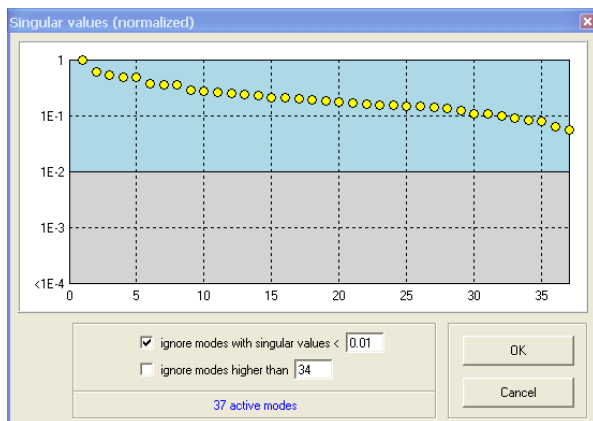 Singular values (normalized)
1
1E-1
1E-2
1E-3
<1E-4
0 5 10 15 20 25 30 35
ignore modes with singular values < 0.01
ignore modes higher than 34
37 active modes
OK
Cancel